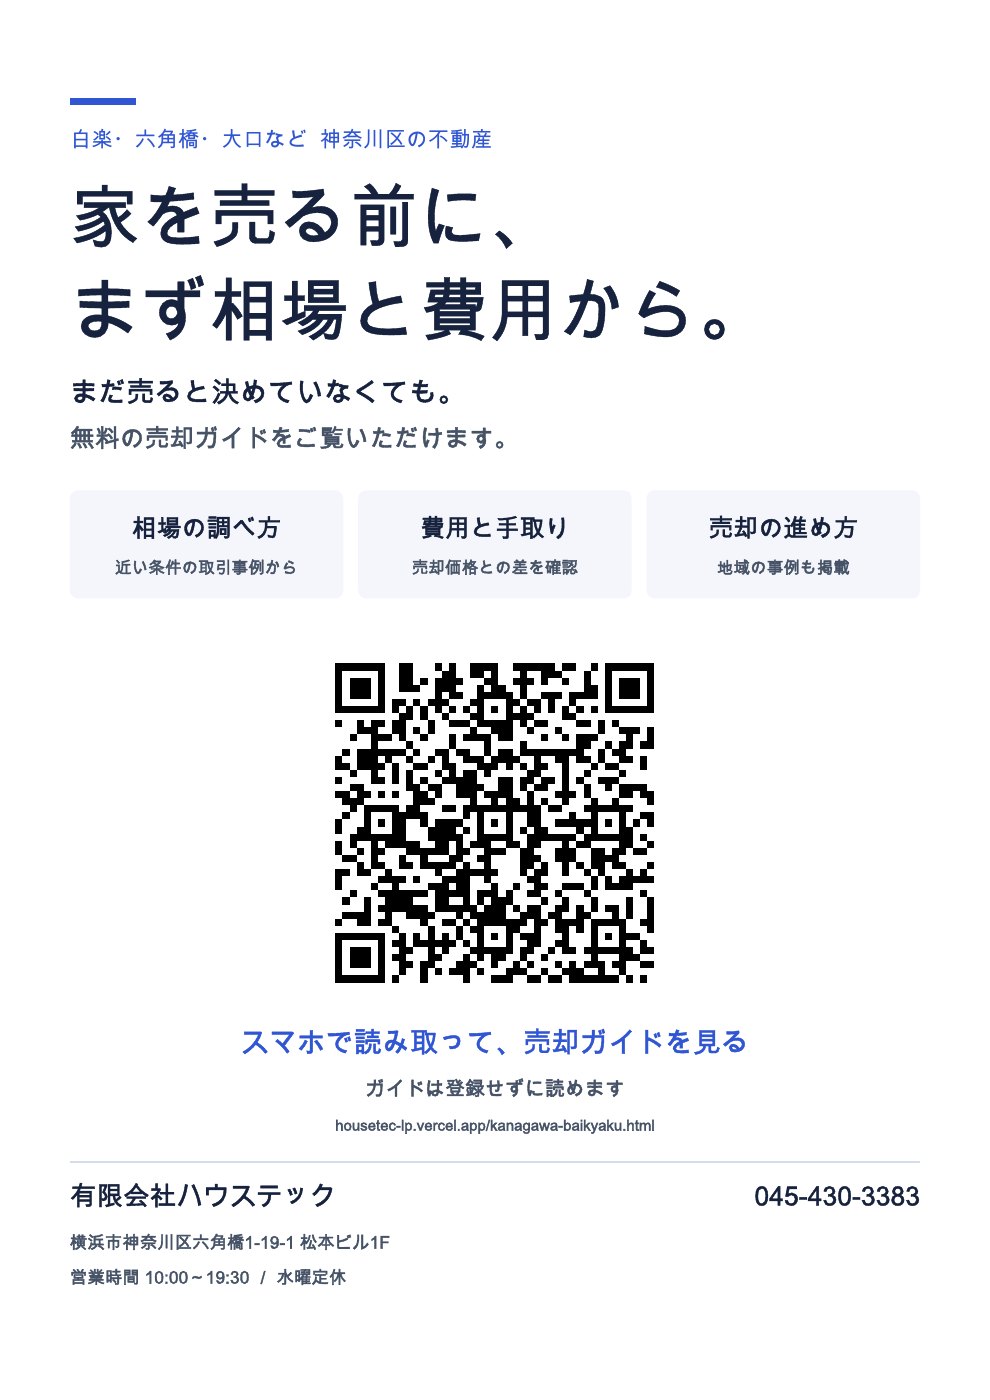 白楽・六角橋・大口など 神奈川区の不動産
家を売る前に、
まず相場と費用から。
まだ売ると決めていなくても。
無料の売却ガイドをご覧いただけます。
相場の調べ方
近い条件の取引事例から
費用と手取り
売却価格との差を確認
売却の進め方
地域の事例も掲載
スマホで読み取って、売却ガイドを見る
ガイドは登録せずに読めます
housetec-lp.vercel.app/kanagawa-baikyaku.html
有限会社ハウステック
045-430-3383
横浜市神奈川区六角橋1-19-1 松本ビル1F
営業時間 10:00~19:30 / 水曜定休